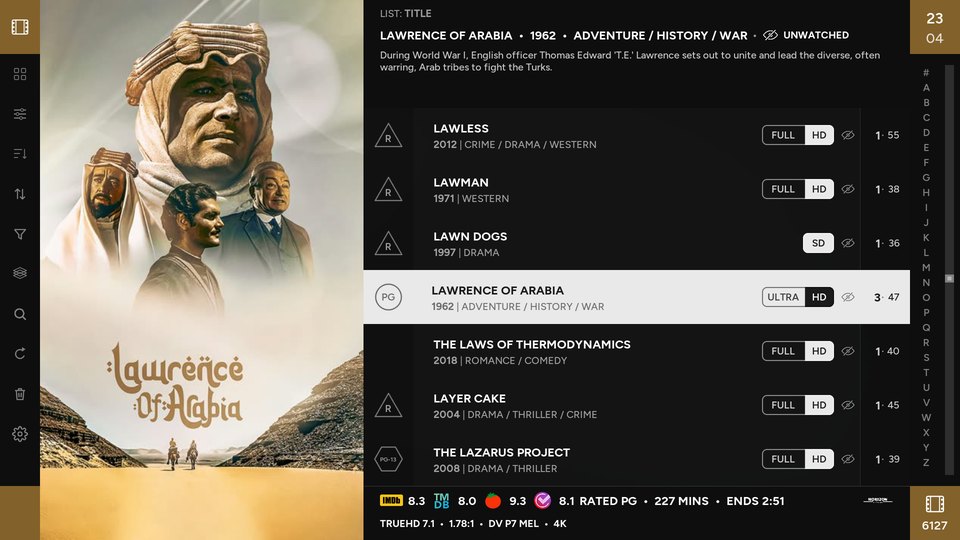 LIST: TITLE
LAWRENCE OF ARABIA • 1962 • ADVENTURE / HISTORY / WAR · UNWATCHED
During World War I, English officer Thomas Edward 'T.E.' Lawrence sets out to unite and lead the diverse, often
warring, Arab tribes to fight the Turks.
23
04
R
LAWLESS
2012 | CRIME / DRAMA / WESTERN
FULL HD
1· 55
R
LAWMAN
1971 | WESTERN
FULL HD
1· 38
R
LAWN DOGS
1997 | DRAMA
SD
1· 36
PG
LAWRENCE OF ARABIA
1962 | ADVENTURE / HISTORY / WAR
ULTRA HD
3· 47
THE LAWS OF THERMODYNAMICS
2018 | ROMANCE / COMEDY
FULL HD
1· 40
R
LAYER CAKE
2004 | DRAMA / THRILLER / CRIME
FULL HD
1· 45
PG-13
THE LAZARUS PROJECT
2008 | DRAMA / THRILLER
FULL HD
1· 39
#
A
B
C
D
E
F
G
H
I
J
K
L
M
N
O
P
Q
R
S
T
U
V
W
X
Y
Z
Lawrence
Of Arabia
IMDb 8.3 TMDB 8.0 9.3 8.1 RATED PG • 227 MINS • ENDS 2:51
HORIZON
TRUEHD 7.1 • 1.78:1 • DV P7 MEL • 4K
6127